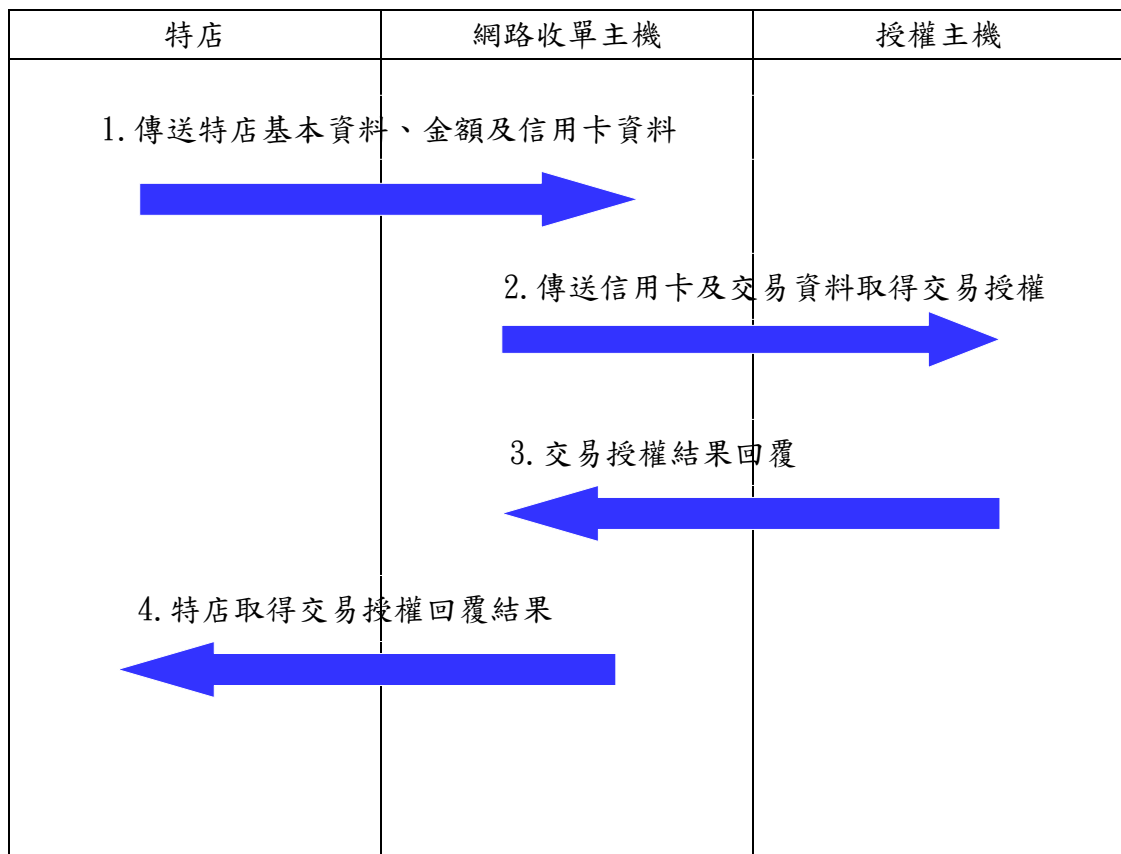 特店
網路收單主機
授權主機
1.傳送特店基本資料、金額及信用卡資料
2.傳送信用卡及交易資料取得交易授權
3.交易授權結果回覆
4.特店取得交易授權回覆結果